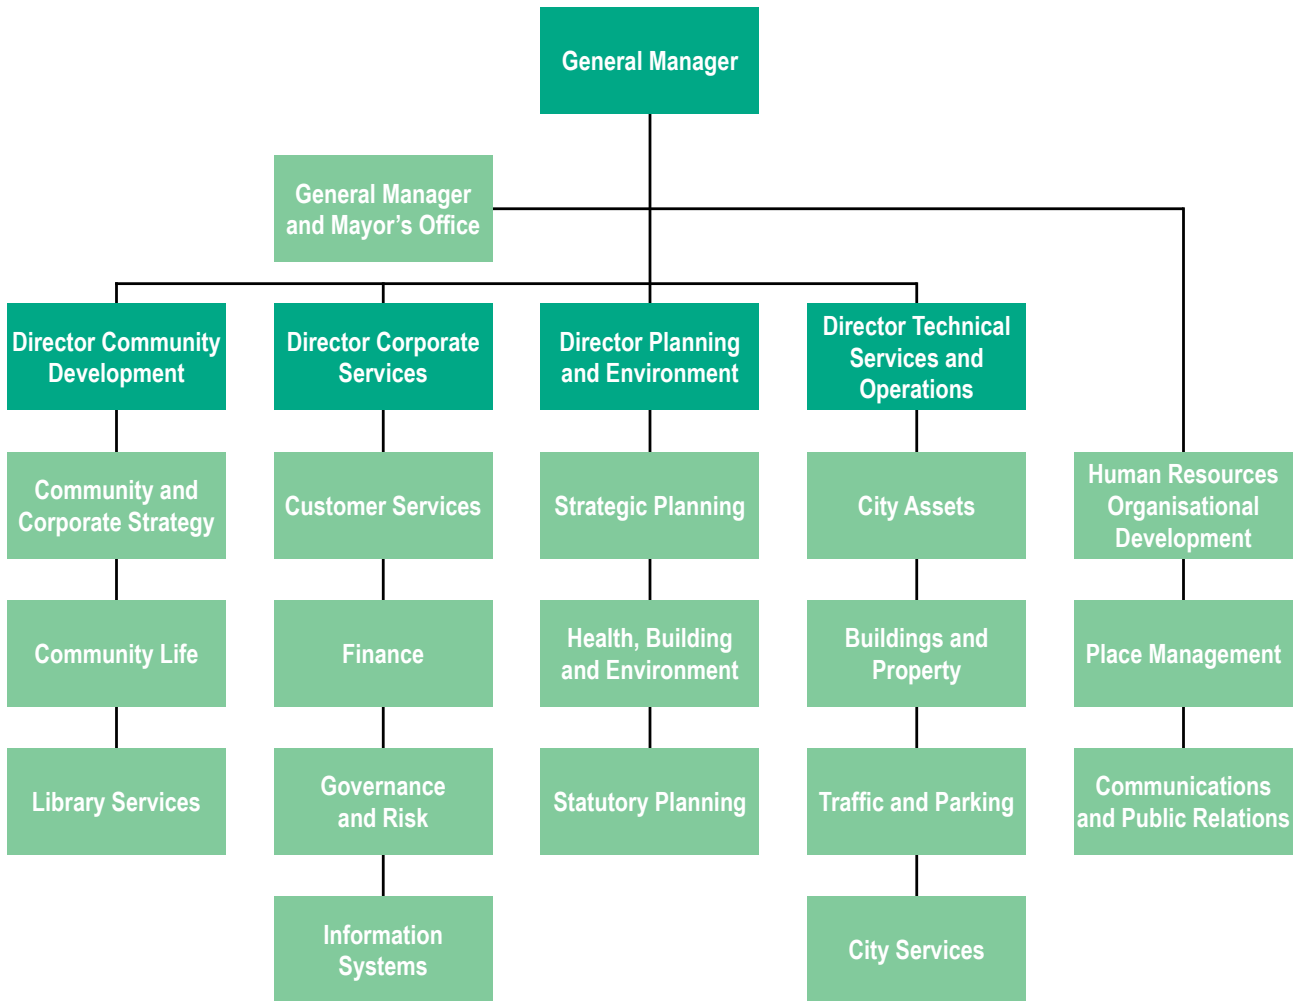 General Manager
General Manager
and Mayor’s Office
Director Community
Development
Director Corporate
Services
Director Planning
and Environment
Director Technical
Services and
Operations
Community and
Corporate Strategy
Customer Services
Strategic Planning
City Assets
Human Resources
Organisational
Development
Community Life
Finance
Health, Building
and Environment
Buildings and
Property
Place Management
Library Services
Governance
and Risk
Statutory Planning
Traffic and Parking
Communications
and Public Relations
Information
Systems
City Services